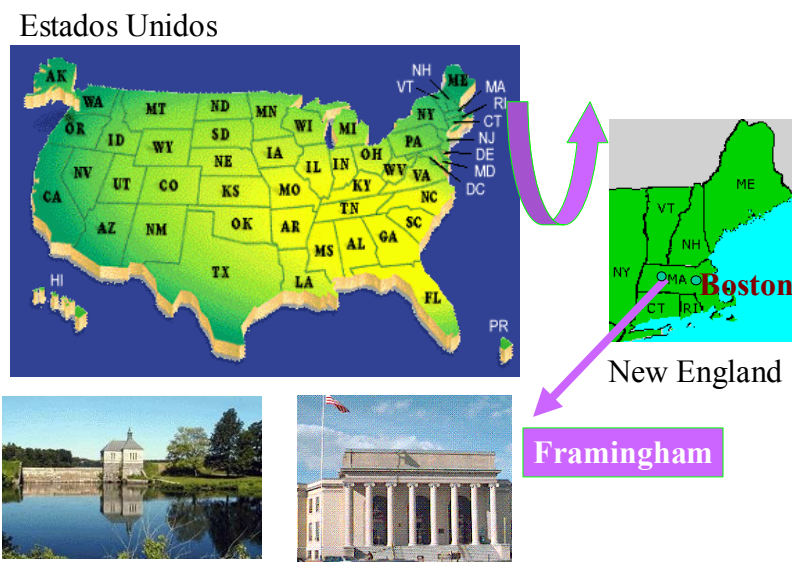 Estados Unidos
AK
WA
OR
CA
NV
ID
MT
WY
UT
AZ
CO
NM
ND
SD
NE
KS
OK
TX
MN
IA
MO
AR
LA
WI
IL
MI
IN
OH
KY
TN
MS
AL
GA
FL
SC
NC
VA
WV
PA
NY
VT
NH
ME
MA
RI
CT
NJ
DE
MD
DC
HI
PR
ME
VT
NH
NY
MA
Boston
CT
RI
New England
Framingham